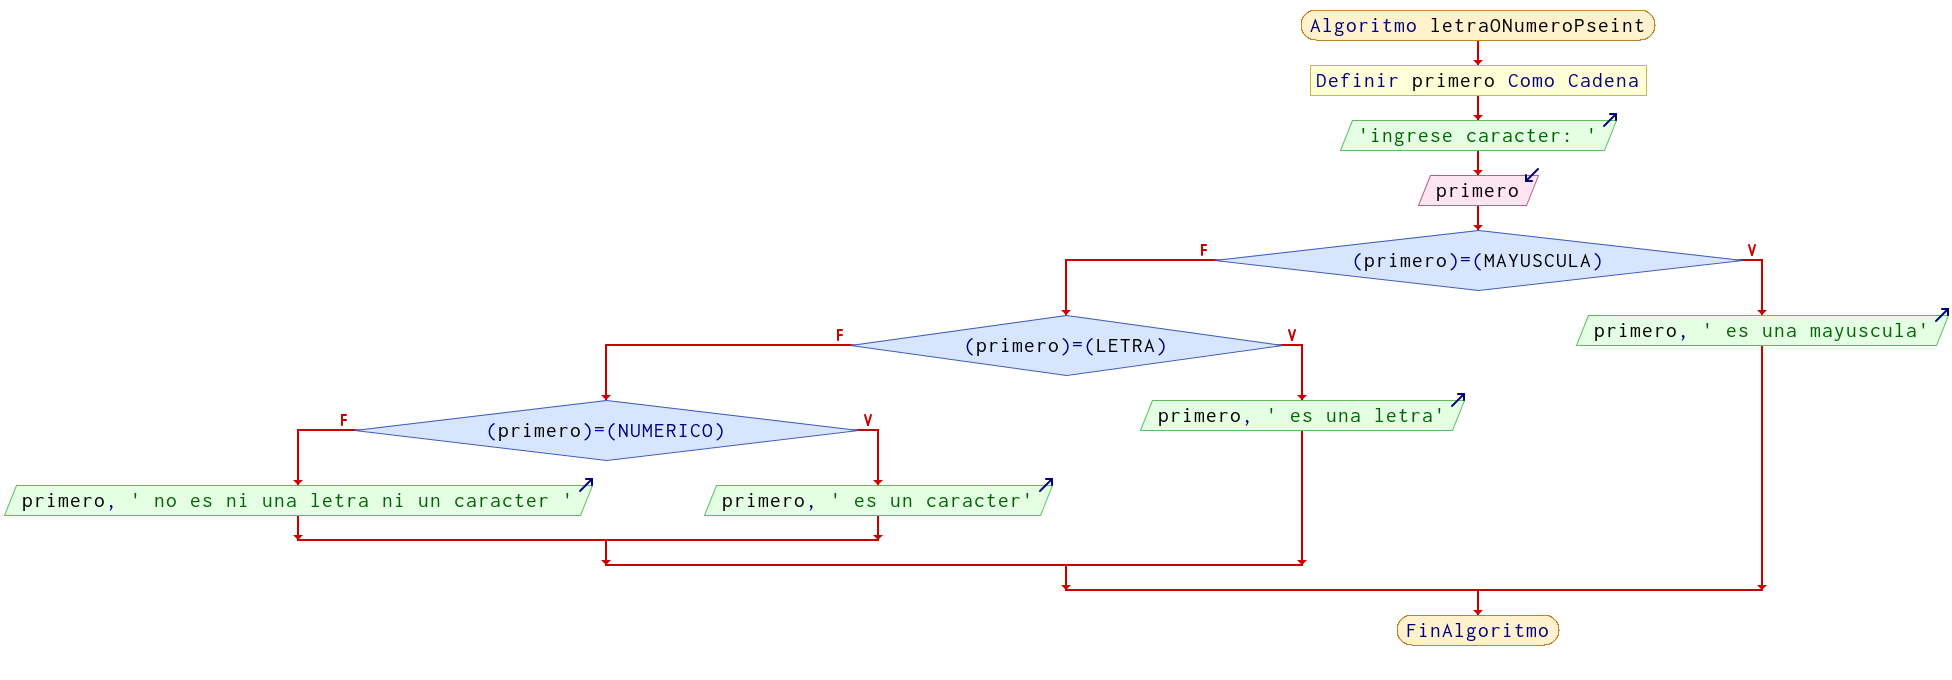 Algoritmo letraONumeroPseint
Definir primero Como Cadena
'ingrese caracter: '
primero
(primero)=(MAYUSCULA)
F
V
primero, ' es una mayuscula'
(primero)=(LETRA)
F
V
primero, ' es una letra'
(primero)=(NUMERICO)
F
V
primero, ' no es ni una letra ni un caracter '
primero, ' es un caracter'
FinAlgoritmo